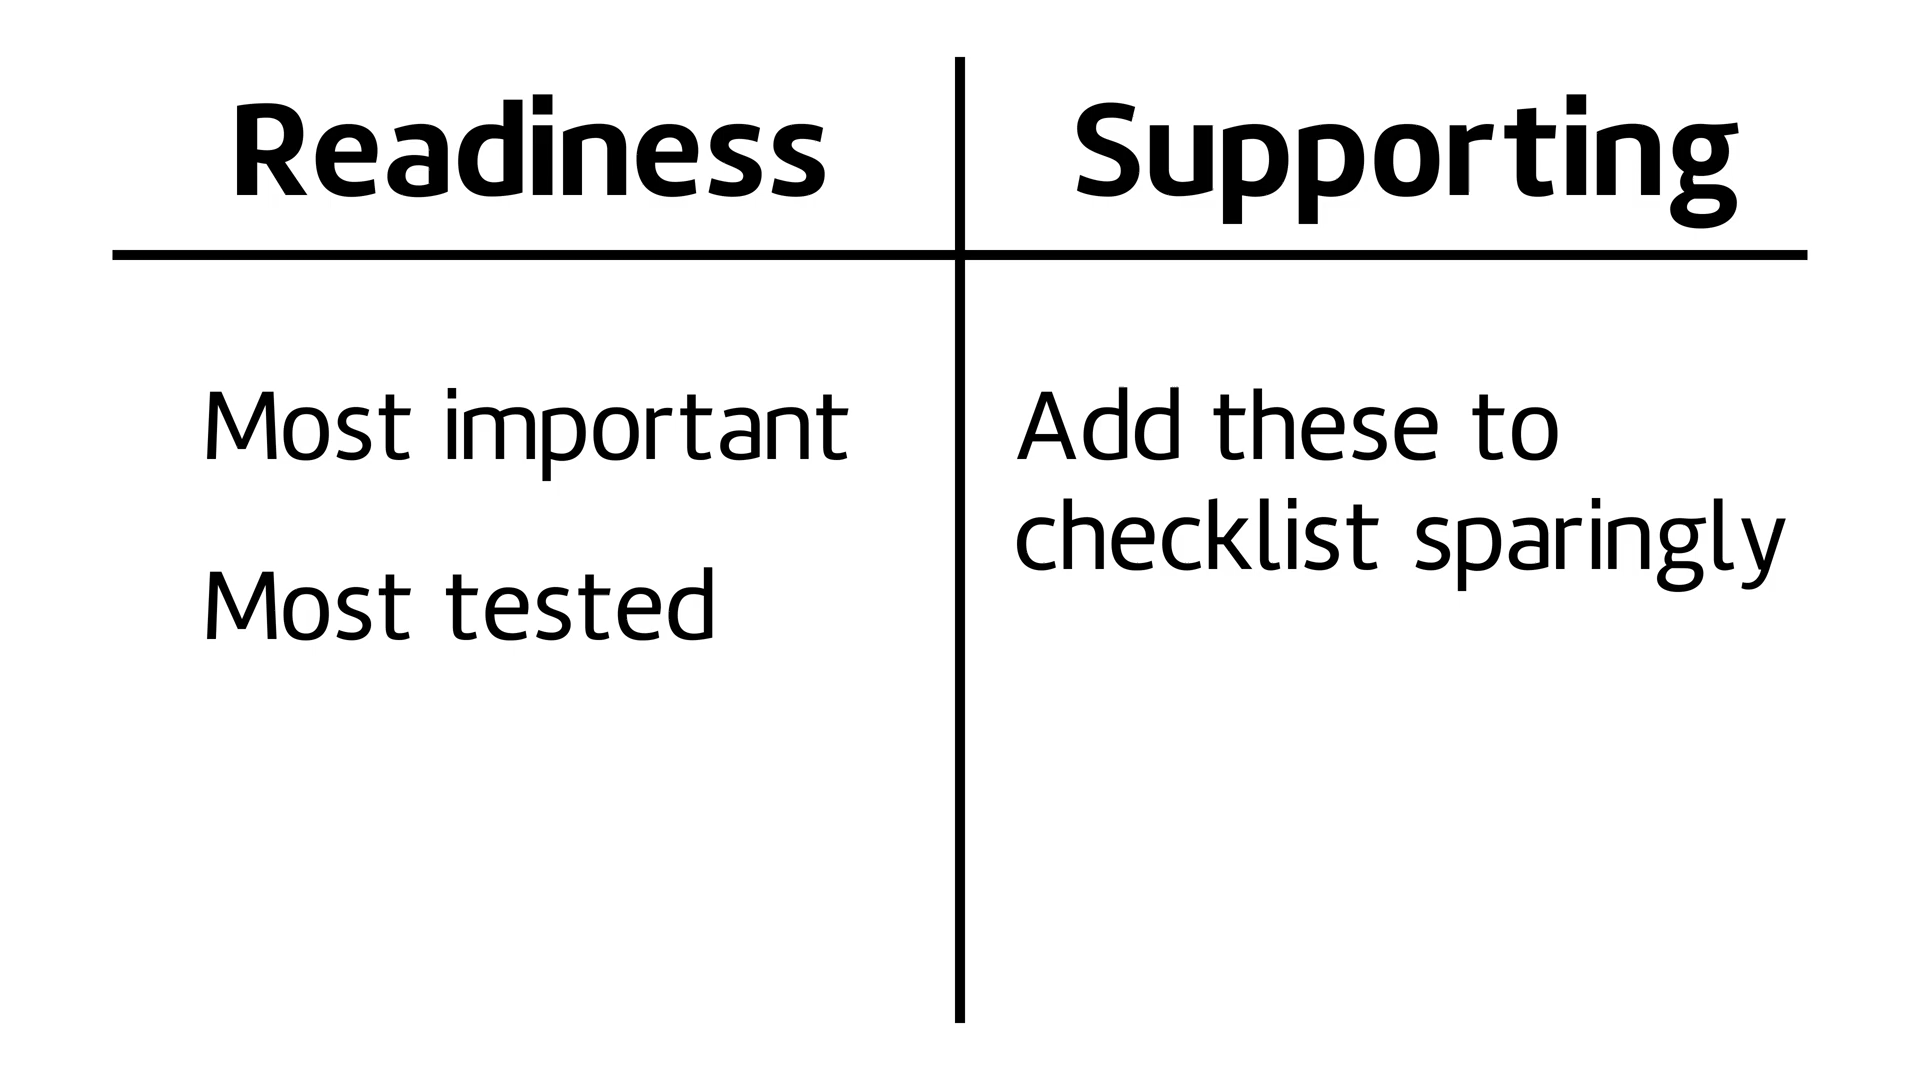 Readiness
Supporting
Most important
Most tested
Add these to
checklist sparingly